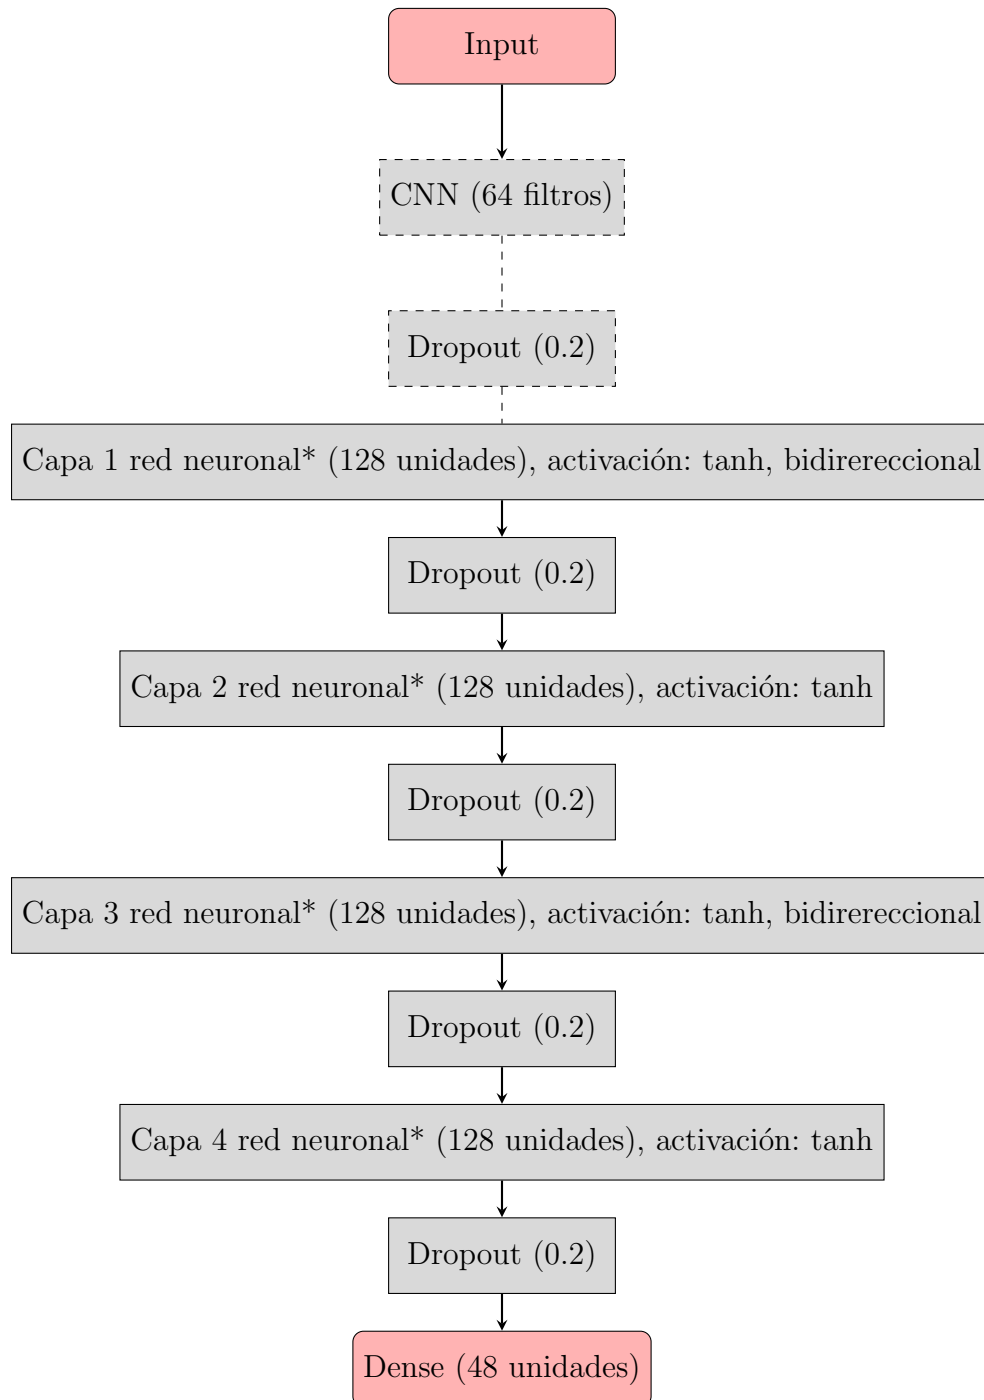 Input
CNN (64 filtros)
Dropout (0.2)
Capa 1 red neuronal* (128 unidades), activación: tanh, bidirereccional
Dropout (0.2)
Capa 2 red neuronal* (128 unidades), activación: tanh
Dropout (0.2)
Capa 3 red neuronal* (128 unidades), activación: tanh, bidirereccional
Dropout (0.2)
Capa 4 red neuronal* (128 unidades), activación: tanh
Dropout (0.2)
Dense (48 unidades)